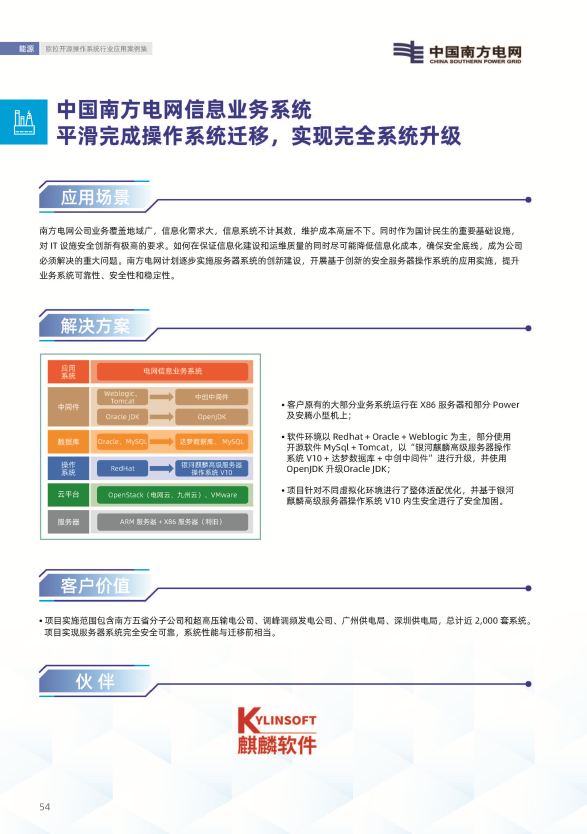 能源 欧拉开源操作系统行业应用案例集
中国南方电网
CHINA SOUTHERN POWER GRID
中国南方电网信息业务系统
平滑完成操作系统迁移，实现完全系统升级
应用场景
南方电网公司业务覆盖地域广，信息化需求大，信息系统不计其数，维护成本高居不下。同时作为国计民生的重要基础设施，
对 IT 设施安全创新有极高的要求。如何在保证信息化建设和运维质量的同时尽可能降低信息化成本，确保安全底线，成为公司
必须解决的重大问题。南方电网计划逐步实施服务器系统的创新建设，开展基于创新的安全服务器操作系统的应用实施，提升
业务系统可靠性、安全性和稳定性。
解决方案
应用
系统
电网信息业务系统
中间件
Weblogic、
Tomcat
中创中间件
Oracle JDK
OpenJDK
数据库
Oracle、MySQL
达梦数据库、MySQL
操作
系统
RedHat
银河麒麟高级服务器
操作系统 V10
云平台
OpenStack（电网云、九州云）、VMware
服务器
ARM 服务器 + X86 服务器（利旧）
• 客户原有的大部分业务系统运行在 X86 服务器和部分 Power
及安腾小型机上；
• 软件环境以 Redhat + Oracle + Weblogic 为主，部分使用
开源软件 MySql + Tomcat，以“银河麒麟高级服务器操作
系统 V10 + 达梦数据库 + 中创中间件”进行升级，并使用
OpenJDK 升级Oracle JDK；
• 项目针对不同虚拟化环境进行了整体适配优化，并基于银河
麒麟高级服务器操作系统 V10 内生安全进行了安全加固。
客户价值
• 项目实施范围包含南方五省分子公司和超高压输电公司、调峰调频发电公司、广州供电局、深圳供电局，总计近 2,000 套系统。
项目实现服务器系统完全安全可靠，系统性能与迁移前相当。
伙伴
KYLINSOFT
麒麟软件
54